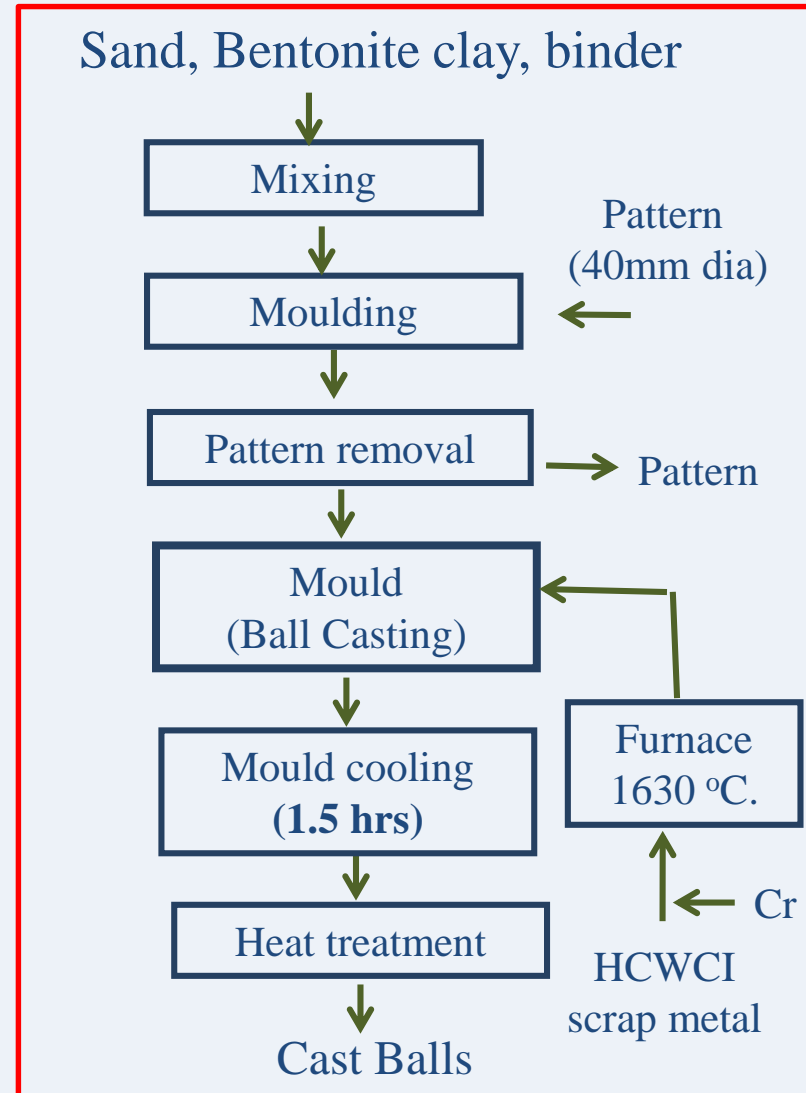 Sand, Bentonite clay, binder
Mixing
Pattern
(40mm dia)
Moulding
Pattern removal
Pattern
Mould
(Ball Casting)
Mould cooling
(1.5 hrs)
Furnace
1630 °C.
Cr
Heat treatment
HCWCI
scrap metal
Cast Balls